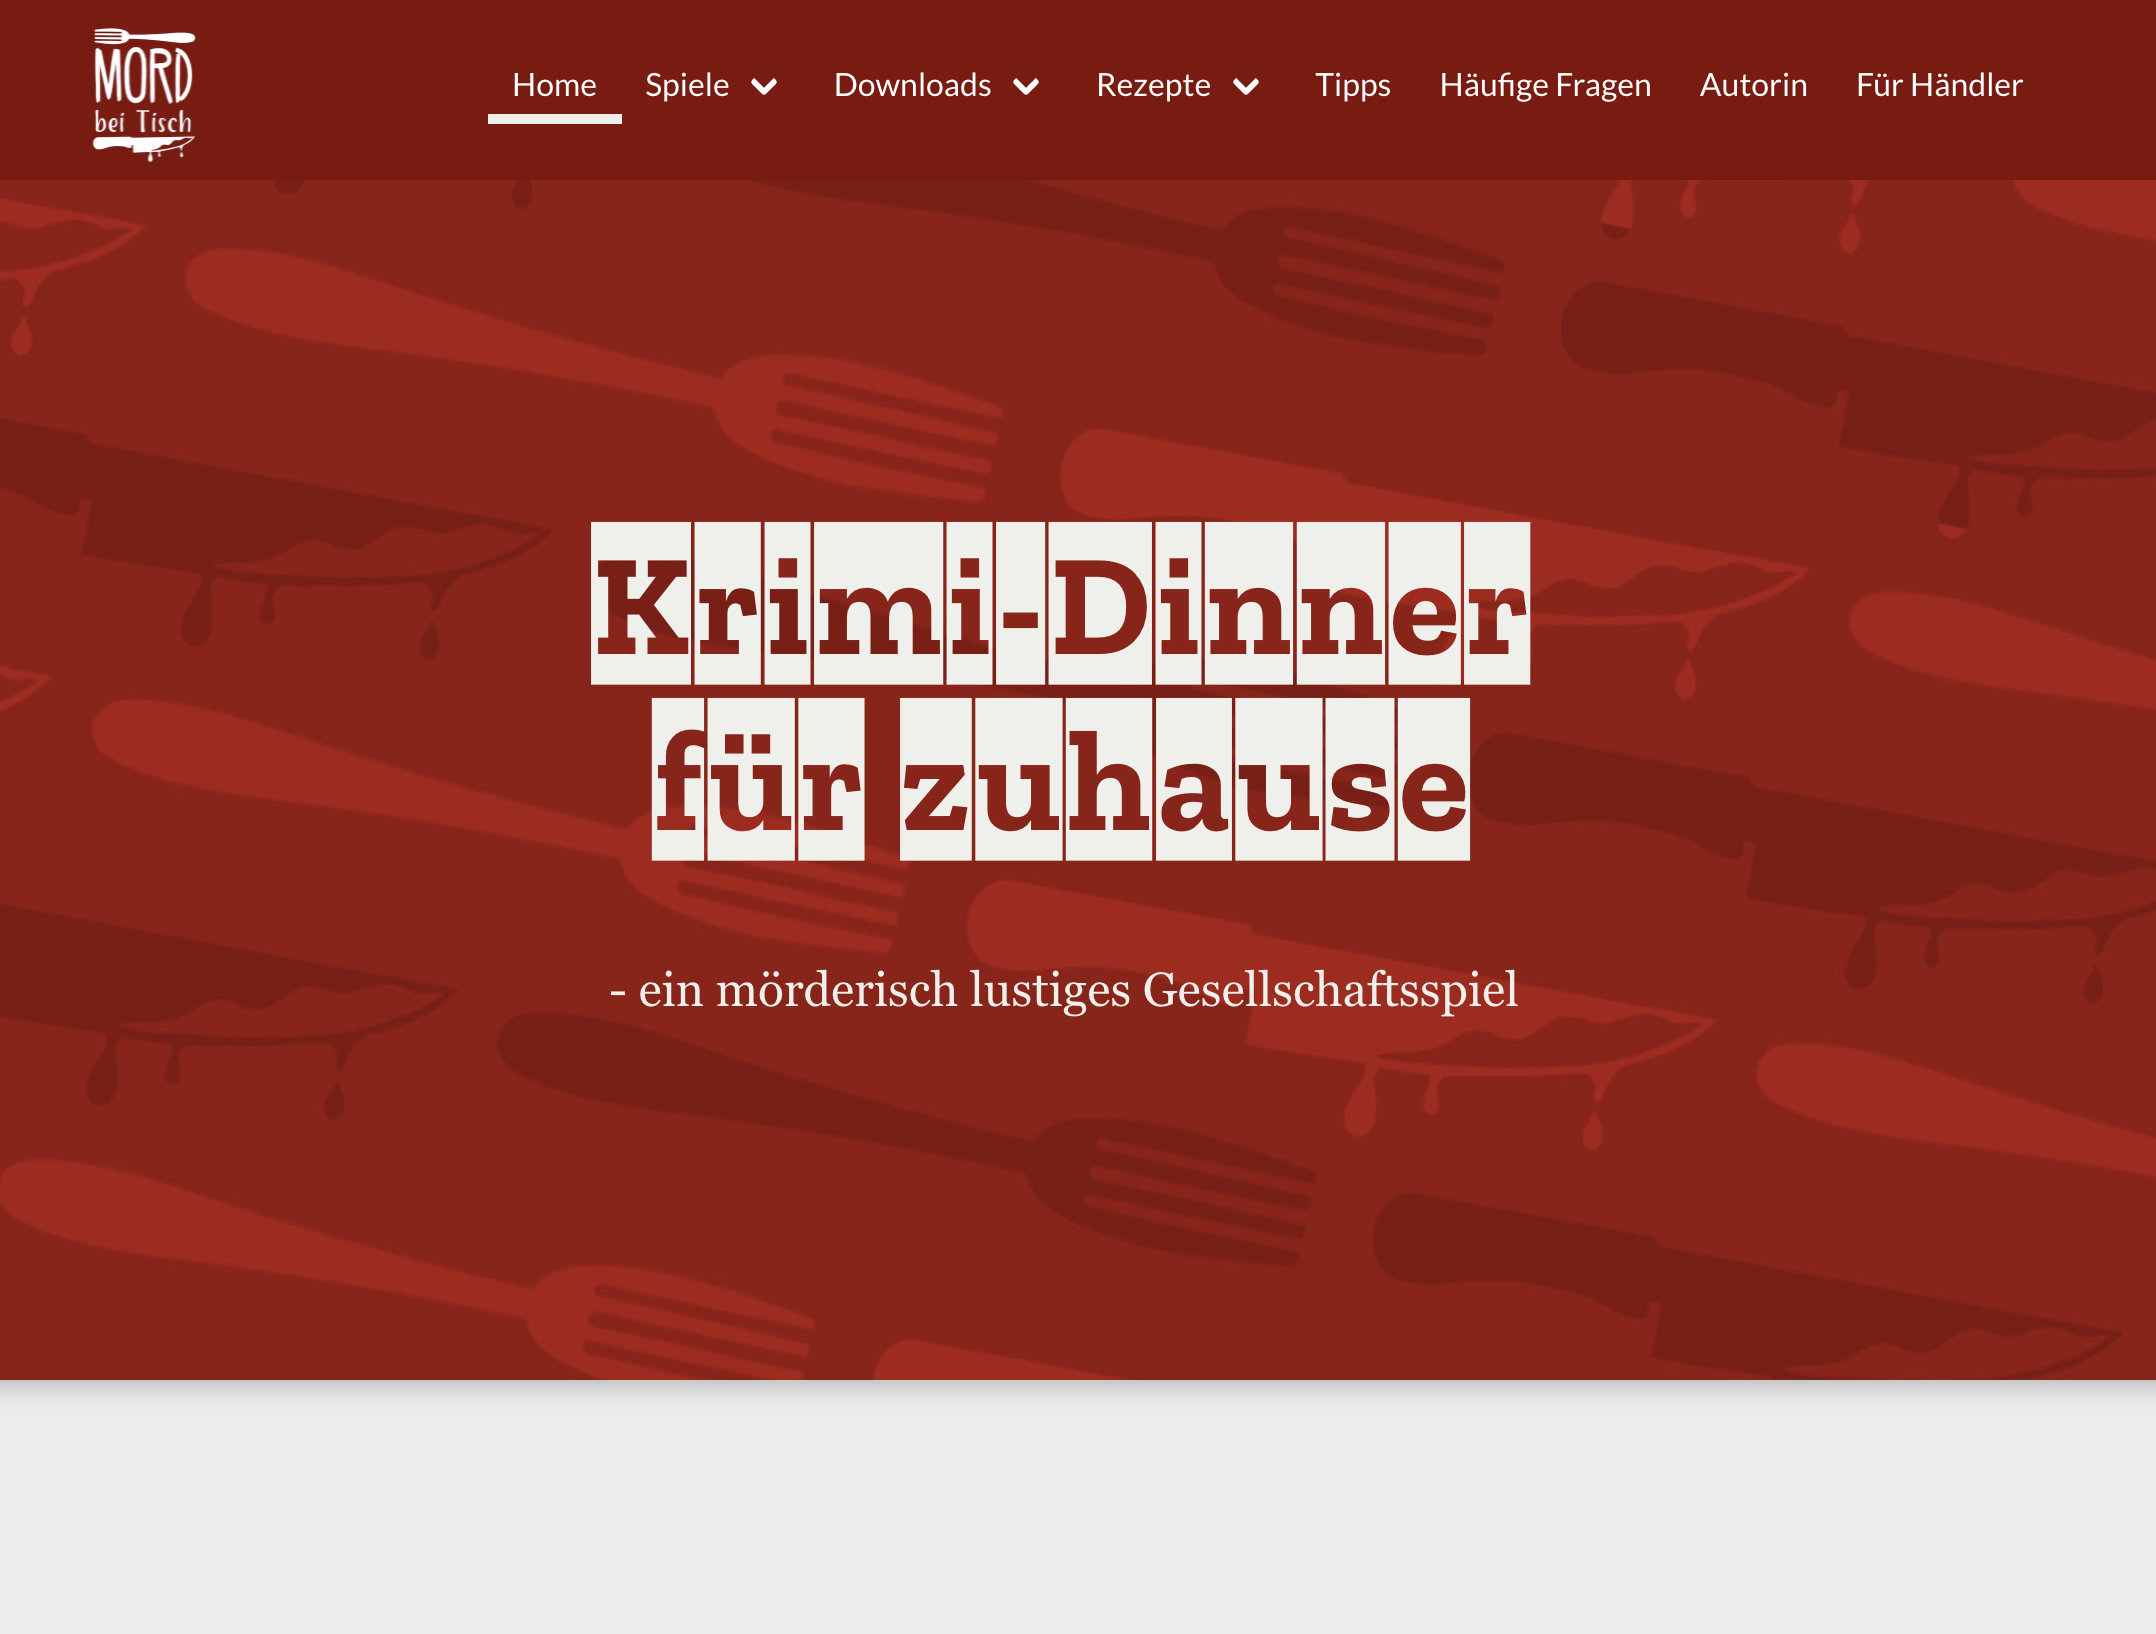 MORD
bei Tisch
Home Spiele Downloads Rezepte Tipps Häufige Fragen Autorin Für Händler
Krimi-Dinner
für zuhause
- ein mörderisch lustiges Gesellschaftsspiel